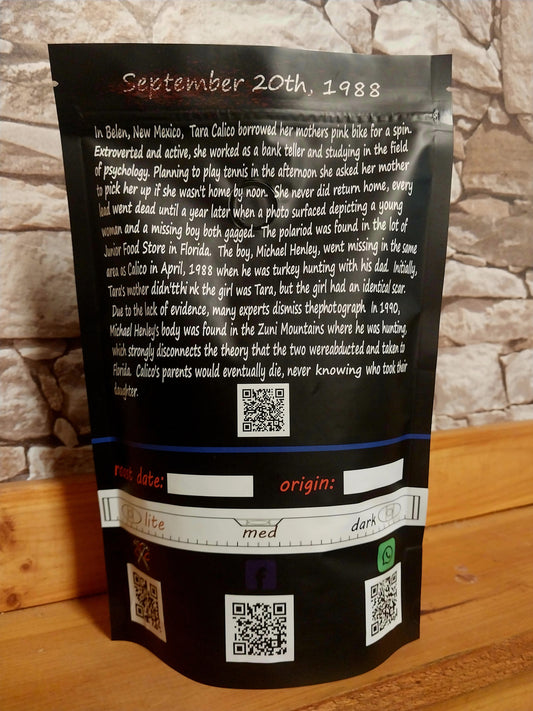 September 20th, 1988
In Belen, New Mexico, Tara Calico borrowed her mothers pink bike for a spin.
Extroverted and active, she worked as a bank teller and studying in the field
of psychology. Planning to play tennis in the afternoon she asked her mother
to pick her up if she wasn't home by noon. She never did return home, every
lead went dead until a year later when a photo surfaced depicting a young
woman and a missing boy both gagged. The polariod was found in the lot of
Junior Food Store in Florida. The boy, Michael Henley, went missing in the same
area as Calico in April, 1988 when he was turkey hunting with his dad. Initially,
Tara's mother didn'tthink the girl was Tara, but the girl had an identical scar.
Due to the lack of evidence, many experts dismiss thephotograph. In 1990,
Michael Henley's body was found in the Zuni Mountains where he was hunting,
which strongly disconnects the theory that the two wereabducted and taken to
Florida. Calico's parents would eventually die, never knowing who took their
daughter.
roast date:
origin:
lite
med
dark